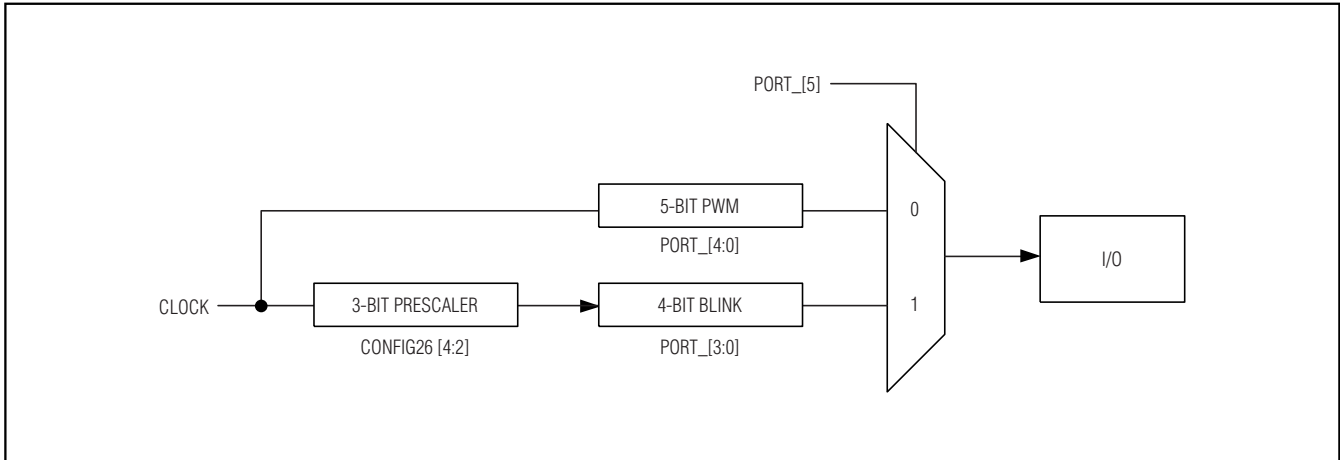 PORT_[5]
5-BIT PWM
0
PORT_[4:0]
I/O
CLOCK
3-BIT PRESCALER
4-BIT BLINK
1
CONFIG26 [4:2]
PORT_[3:0]